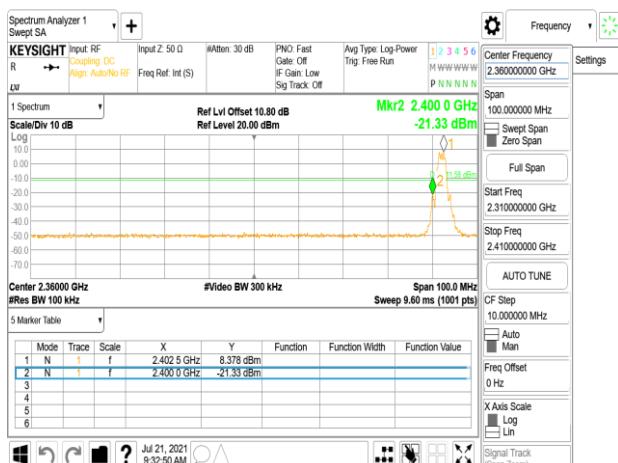 Spectrum Analyzer 1
Swept SA
+
Frequency
KEYSIGHT Input: RF Input Z: 50 Ω #Atten: 30 dB PNO: Fast Avg Type: Log-Power 1 2 3 4 5 6
R Coupling: DC Gate: Off Trig: Free Run M W W W W W
Align: Auto/No RF Freq Ref: Int (S) IF Gain: Low
LXI Sig Track: Off P N N N N N
Center Frequency
2.360000000 GHz
Settings
Span
100.000000 MHz
Swept Span
Zero Span
Full Span
Start Freq
2.310000000 GHz
Stop Freq
2.410000000 GHz
AUTO TUNE
CF Step
10.000000 MHz
Auto
Man
Freq Offset
0 Hz
X Axis Scale
Log
Lin
Signal Track
1 Spectrum
Ref Lvl Offset 10.80 dB
Mkr2 2.400 0 GHz
Scale/Div 10 dB
Ref Level 20.00 dBm
-21.33 dBm
Log
10.0
0.00
-10.0
-20.0
-30.0
-40.0
-50.0
-60.0
-70.0
1
2
Center 2.36000 GHz #Video BW 300 kHz Span 100.0 MHz
#Res BW 100 kHz Sweep 9.60 ms (1001 pts)
5 Marker Table
Mode Trace Scale X Y Function Function Width Function Value
1 N 1 f 2.402 5 GHz 8.378 dBm
2 N 1 f 2.400 0 GHz -21.33 dBm
3
4
5
6
? Jul 21, 2021
9:32:50 AM